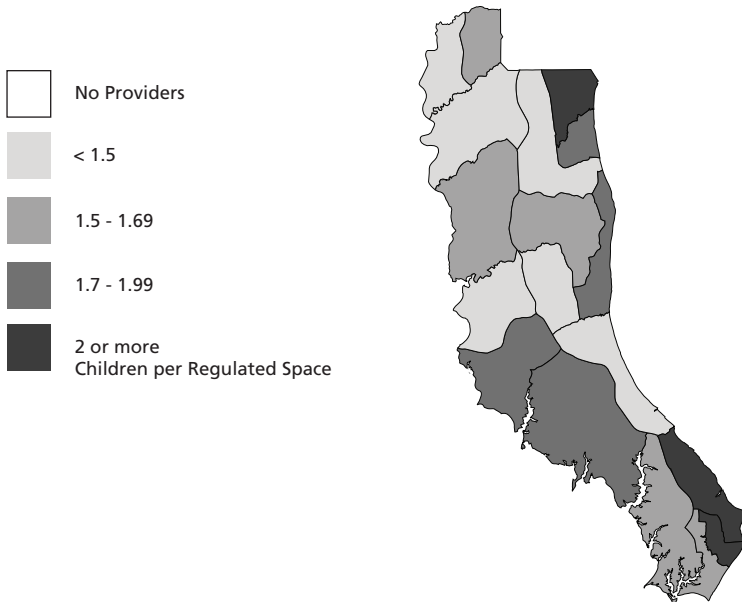 No Providers
< 1.5
1.5 - 1.69
1.7 - 1.99
2 or more
Children per Regulated Space